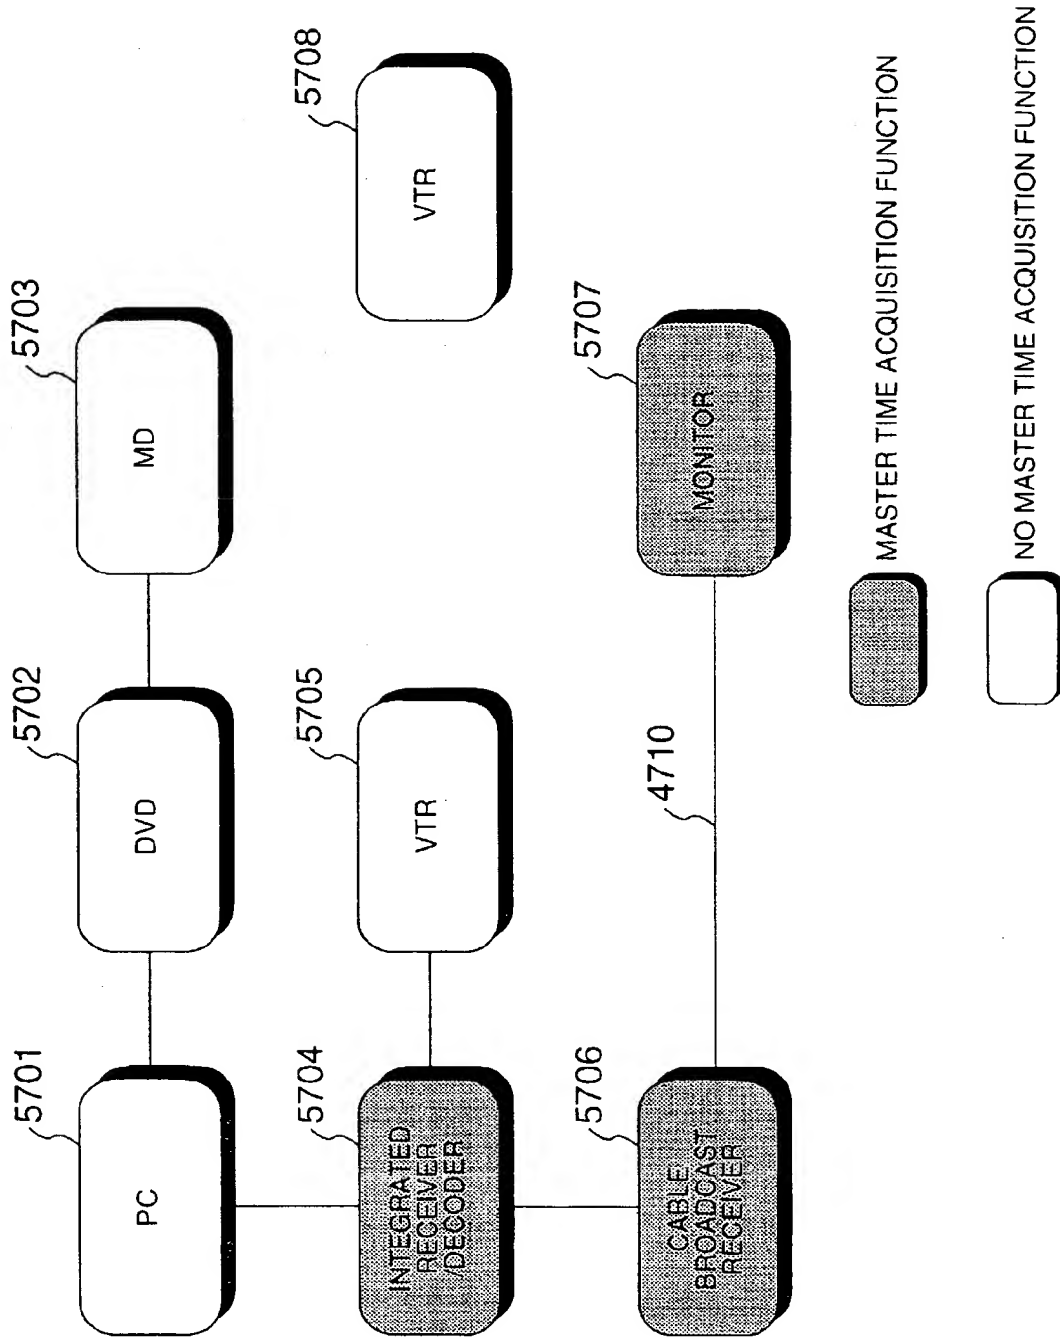 5701
PC
5702
DVD
5703
MD
5704
INTEGRATED
RECEIVER
/DECODER
5705
VTR
5708
VTR
5706
CABLE
BROADCAST
RECEIVER
4710
5707
MONITOR
MASTER TIME ACQUISITION FUNCTION
NO MASTER TIME ACQUISITION FUNCTION